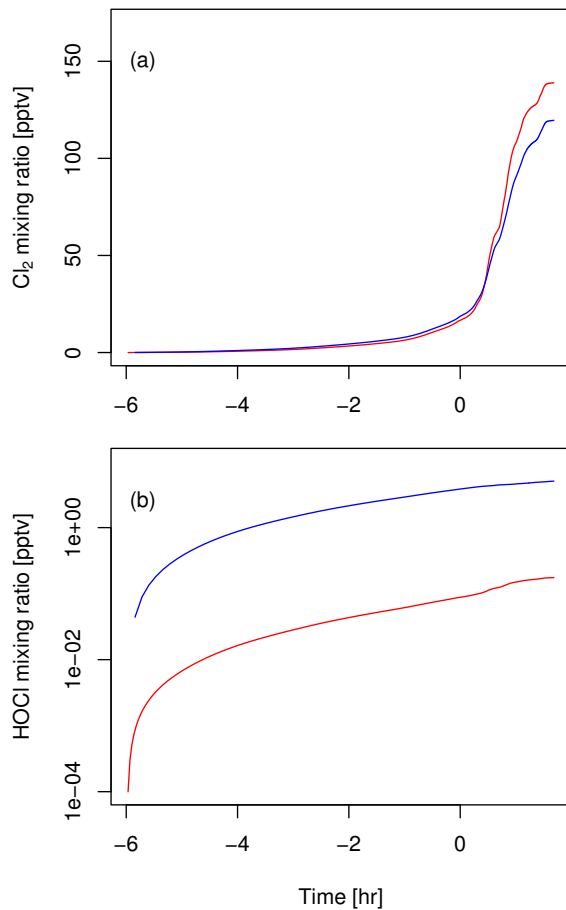 (a)
Cl₂ mixing ratio [pptv]
150
100
50
0
−6 −4 −2 0
(b)
HOCl mixing ratio [pptv]
1e+00
1e−02
1e−04
−6 −4 −2 0
Time [hr]